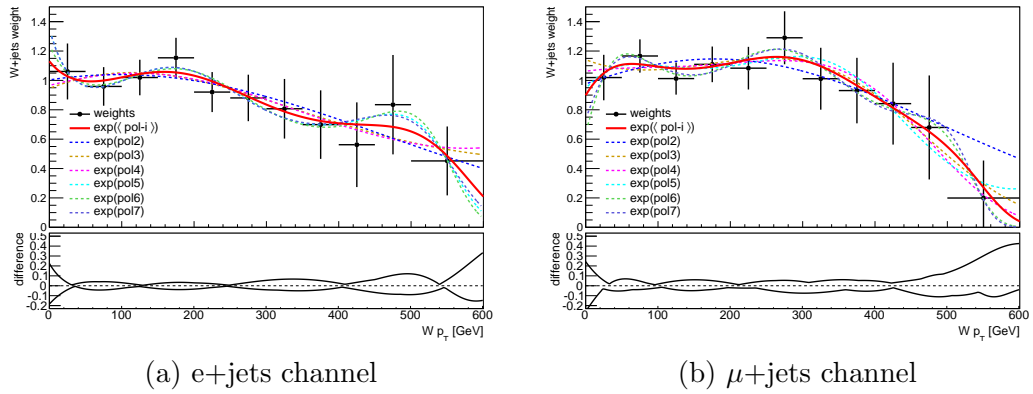 W+jets weight
1.4
1.2
1
0.8
0.6
0.4
0.2
0
weights
exp(⟨⟨ pol-i ⟩⟩)
exp(pol2)
exp(pol3)
exp(pol4)
exp(pol5)
exp(pol6)
exp(pol7)
difference
0.5
0.4
0.3
0.2
0.1
0
-0.1
-0.2
0 100 200 300 400 500 600
W p_T [GeV]
(a) e+jets channel
W+jets weight
1.4
1.2
1
0.8
0.6
0.4
0.2
0
weights
exp(⟨⟨ pol-i ⟩⟩)
exp(pol2)
exp(pol3)
exp(pol4)
exp(pol5)
exp(pol6)
exp(pol7)
difference
0.5
0.4
0.3
0.2
0.1
0
-0.1
-0.2
0 100 200 300 400 500 600
W p_T [GeV]
(b) μ+jets channel